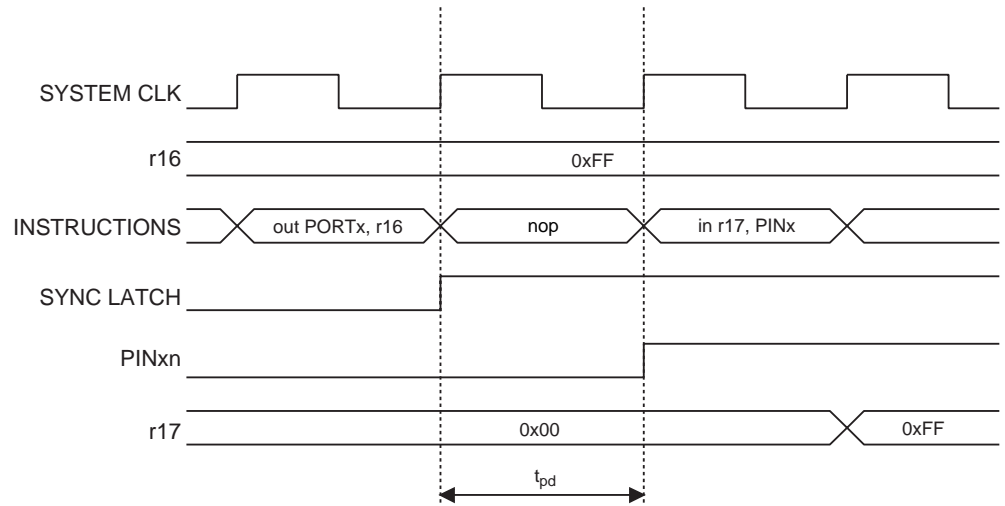 SYSTEM CLK
r16
0xFF
INSTRUCTIONS
out PORTx, r16
nop
in r17, PINx
SYNC LATCH
PINxn
r17
0x00
0xFF
tpd